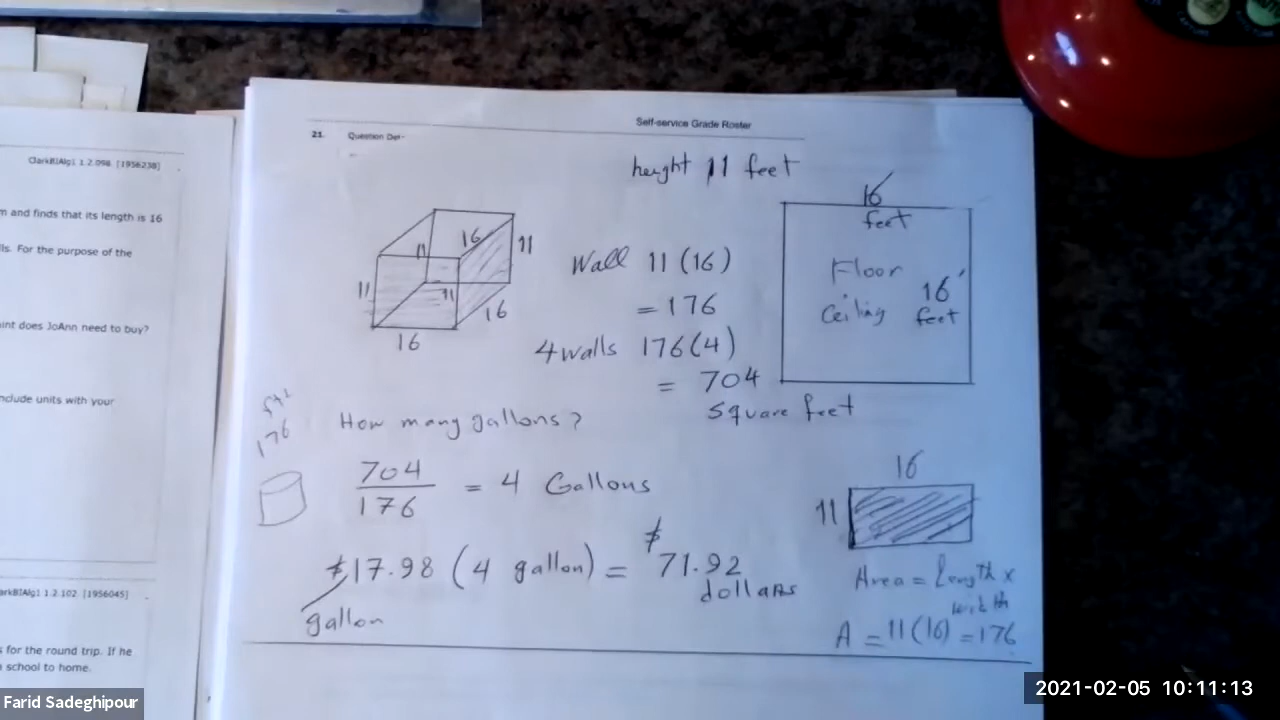 Self-service Grade Roster
21. Question Det-
ClarkBIAlg1 1.2.098. [1956238]
m and finds that its length is 16
lls. For the purpose of the
int does JoAnn need to buy?
nclude units with your
arkBIAlg1 1.2.102. [1956045]
s for the round trip. If he
school to home.
height 11 feet
16
11
11
16
11
11
16
16
Wall 11 (16)
= 176
4 walls 176(4)
= 704
Square feet
16
feet
Floor
Ceiling
16'
feet
176
How many gallons?
704
176
= 4 Gallons
$17.98 (4 gallon) = $71.92
gallon
dollars
16
11
Area = Length x
width
A = 11(16) = 176
Farid Sadeghipour
2021-02-05 10:11:13